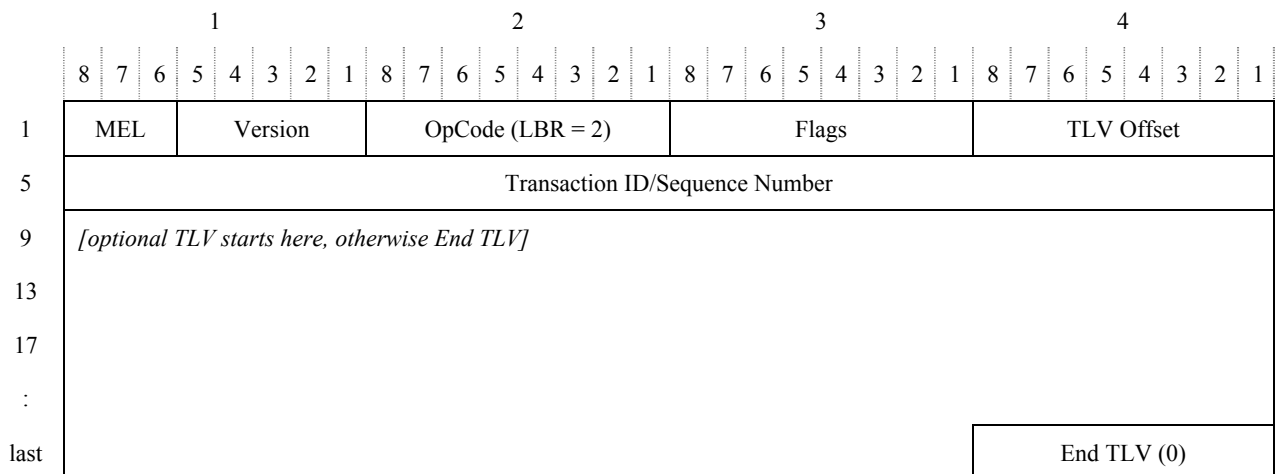 1 2 3 4
8 7 6 5 4 3 2 1 8 7 6 5 4 3 2 1 8 7 6 5 4 3 2 1 8 7 6 5 4 3 2 1
1 MEL Version OpCode (LBR = 2) Flags TLV Offset
5 Transaction ID/Sequence Number
9 [optional TLV starts here, otherwise End TLV]
13
17
:
last End TLV (0)